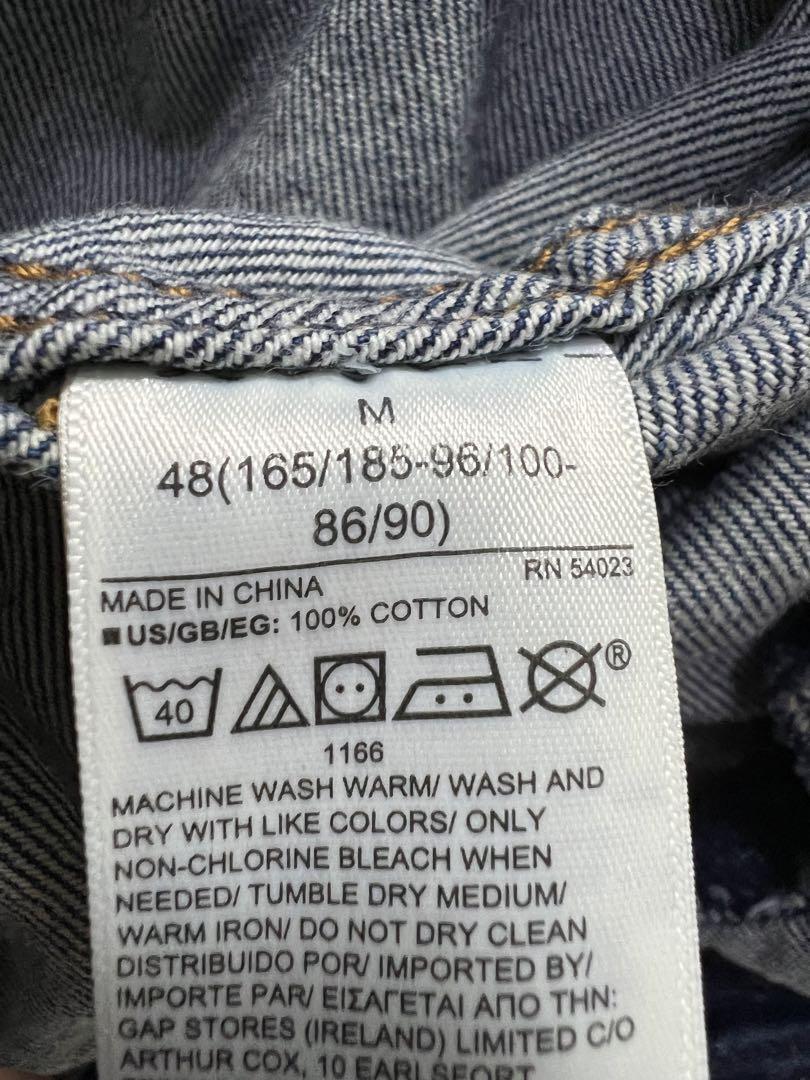 M
48(165/185-96/100-
86/90)
RN 54023
MADE IN CHINA
US/GB/EG: 100% COTTON
40
®
1166
MACHINE WASH WARM/ WASH AND
DRY WITH LIKE COLORS/ ONLY
NON-CHLORINE BLEACH WHEN
NEEDED/ TUMBLE DRY MEDIUM/
WARM IRON/ DO NOT DRY CLEAN
DISTRIBUIDO POR/ IMPORTED BY/
IMPORTE PAR/ ΕΙΣΑΓΕΤΑΙ ΑΠΟ ΤΗΝ:
GAP STORES (IRELAND) LIMITED C/O
ARTHUR COX, 10 EARLSFORT